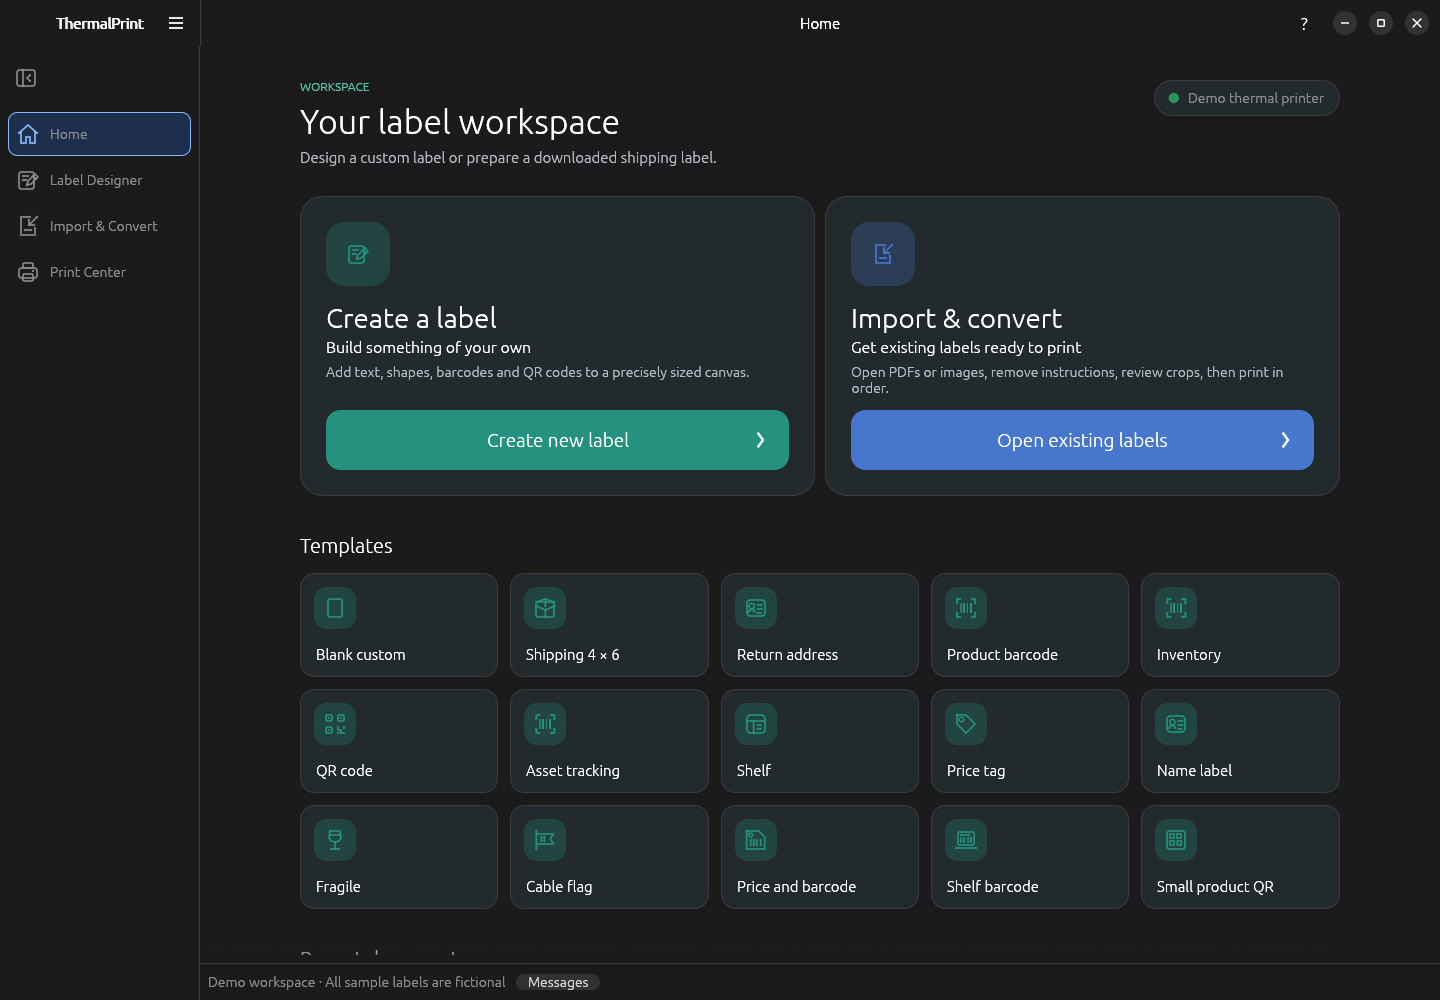 ThermalPrint
Home
?
Home
Label Designer
Import & Convert
Print Center
WORKSPACE
Your label workspace
Design a custom label or prepare a downloaded shipping label.
Demo thermal printer
Create a label
Build something of your own
Add text, shapes, barcodes and QR codes to a precisely sized canvas.
Create new label
Import & convert
Get existing labels ready to print
Open PDFs or images, remove instructions, review crops, then print in
order.
Open existing labels
Templates
Blank custom
Shipping 4 × 6
Return address
Product barcode
Inventory
QR code
Asset tracking
Shelf
Price tag
Name label
Fragile
Cable flag
Price and barcode
Shelf barcode
Small product QR
Demo workspace · All sample labels are fictional
Messages